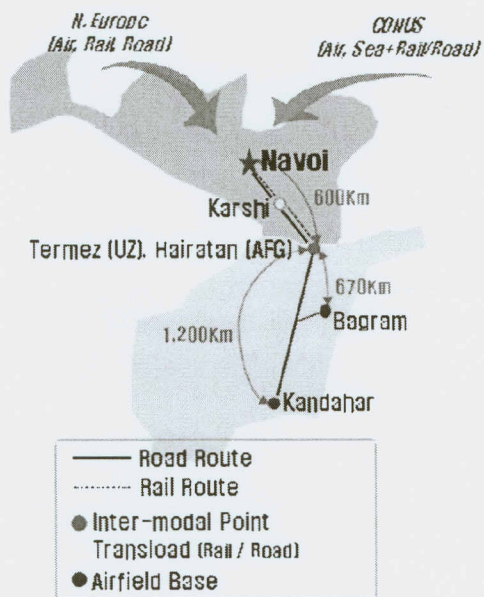 N. Europe
(Air, Rail, Road)
CONUS
(Air, Sea+Rail/Road)
Navoi
600Km
Karshi
Termez (UZ). Hairatan (AFG)
670Km
Bagram
1.200Km
Kandahar
Road Route
Rail Route
Inter-modal Point
Transload (Rail / Road)
Airfield Base